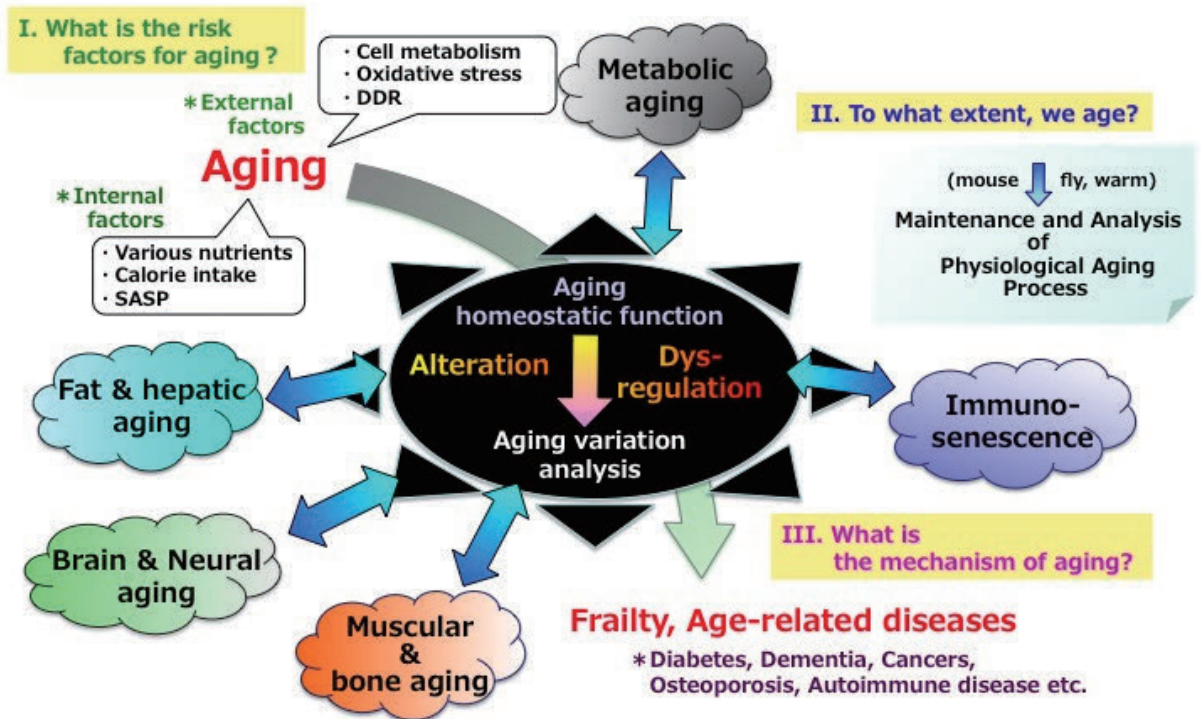 I. What is the risk
factors for aging ?
· Cell metabolism
· Oxidative stress
· DDR
Metabolic
aging
*External
factors
Aging
*Internal
factors
· Various nutrients
· Calorie intake
· SASP
II. To what extent, we age?
(mouse fly, warm)
Maintenance and Analysis
of
Physiological Aging
Process
Aging
homeostatic function
Alteration
Dys-
regulation
Aging variation
analysis
Fat & hepatic
aging
Immuno-
senescence
Brain & Neural
aging
Muscular
&
bone aging
III. What is
the mechanism of aging?
Frailty, Age-related diseases
*Diabetes, Dementia, Cancers,
Osteoporosis, Autoimmune disease etc.